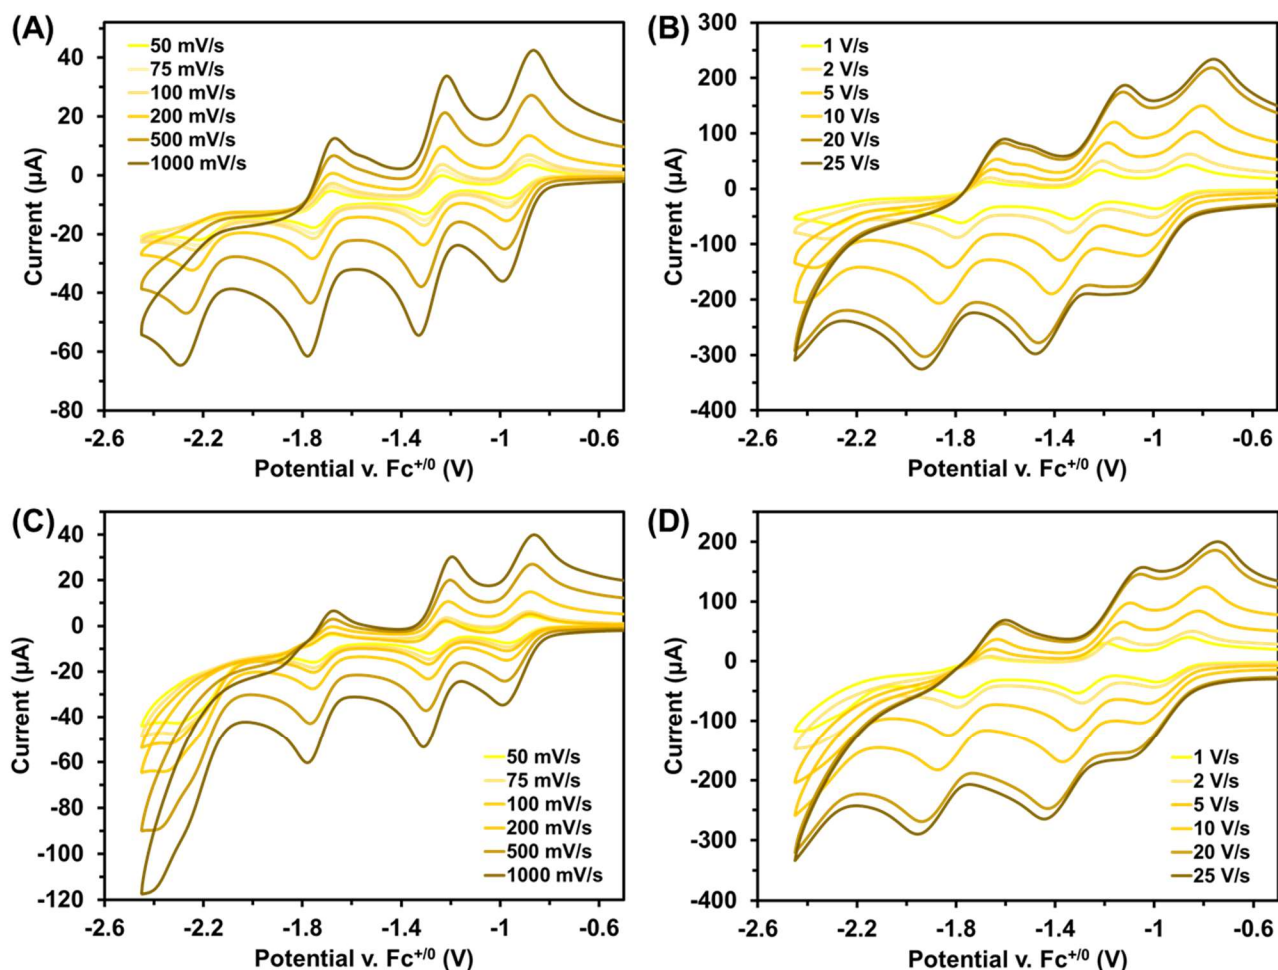 (A)
50 mV/s
75 mV/s
100 mV/s
200 mV/s
500 mV/s
1000 mV/s
40
20
0
-20
-40
-60
-80
Current (µA)
-2.6 -2.2 -1.8 -1.4 -1 -0.6
Potential v. Fc⁺/⁰ (V)
(B)
1 V/s
2 V/s
5 V/s
10 V/s
20 V/s
25 V/s
300
200
100
0
-100
-200
-300
-400
Current (µA)
-2.6 -2.2 -1.8 -1.4 -1 -0.6
Potential v. Fc⁺/⁰ (V)
(C)
40
20
0
-20
-40
-60
-80
-100
-120
Current (µA)
50 mV/s
75 mV/s
100 mV/s
200 mV/s
500 mV/s
1000 mV/s
-2.6 -2.2 -1.8 -1.4 -1 -0.6
Potential v. Fc⁺/⁰ (V)
(D)
200
100
0
-100
-200
-300
-400
Current (µA)
1 V/s
2 V/s
5 V/s
10 V/s
20 V/s
25 V/s
-2.6 -2.2 -1.8 -1.4 -1 -0.6
Potential v. Fc⁺/⁰ (V)